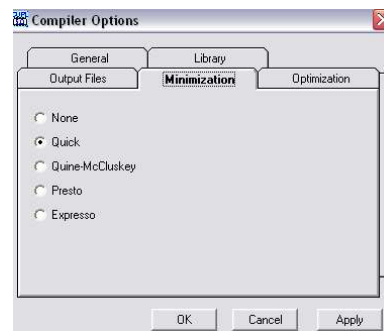 Compiler Options
General Library
Output Files Minimization Optimization
None
Quick
Quine-McCluskey
Presto
Expresso
OK Cancel Apply